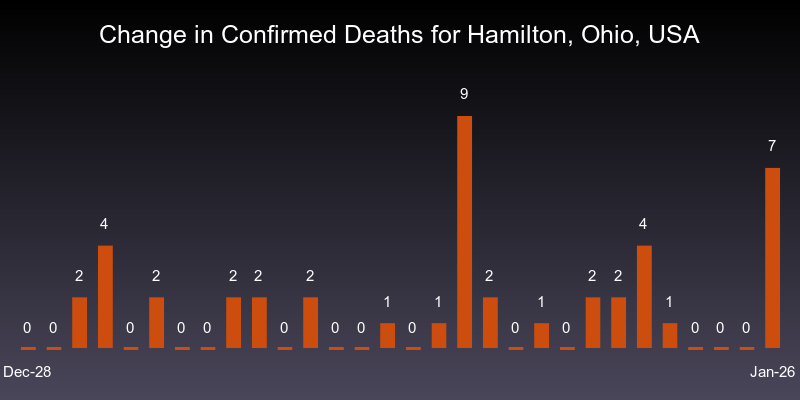 Change in Confirmed Deaths for Hamilton, Ohio, USA
0 0 2 4 0 2 0 0 2 2 0 2 0 0 1 0 1 9 2 0 1 0 2 2 4 1 0 0 0 7
Dec-28 Jan-26